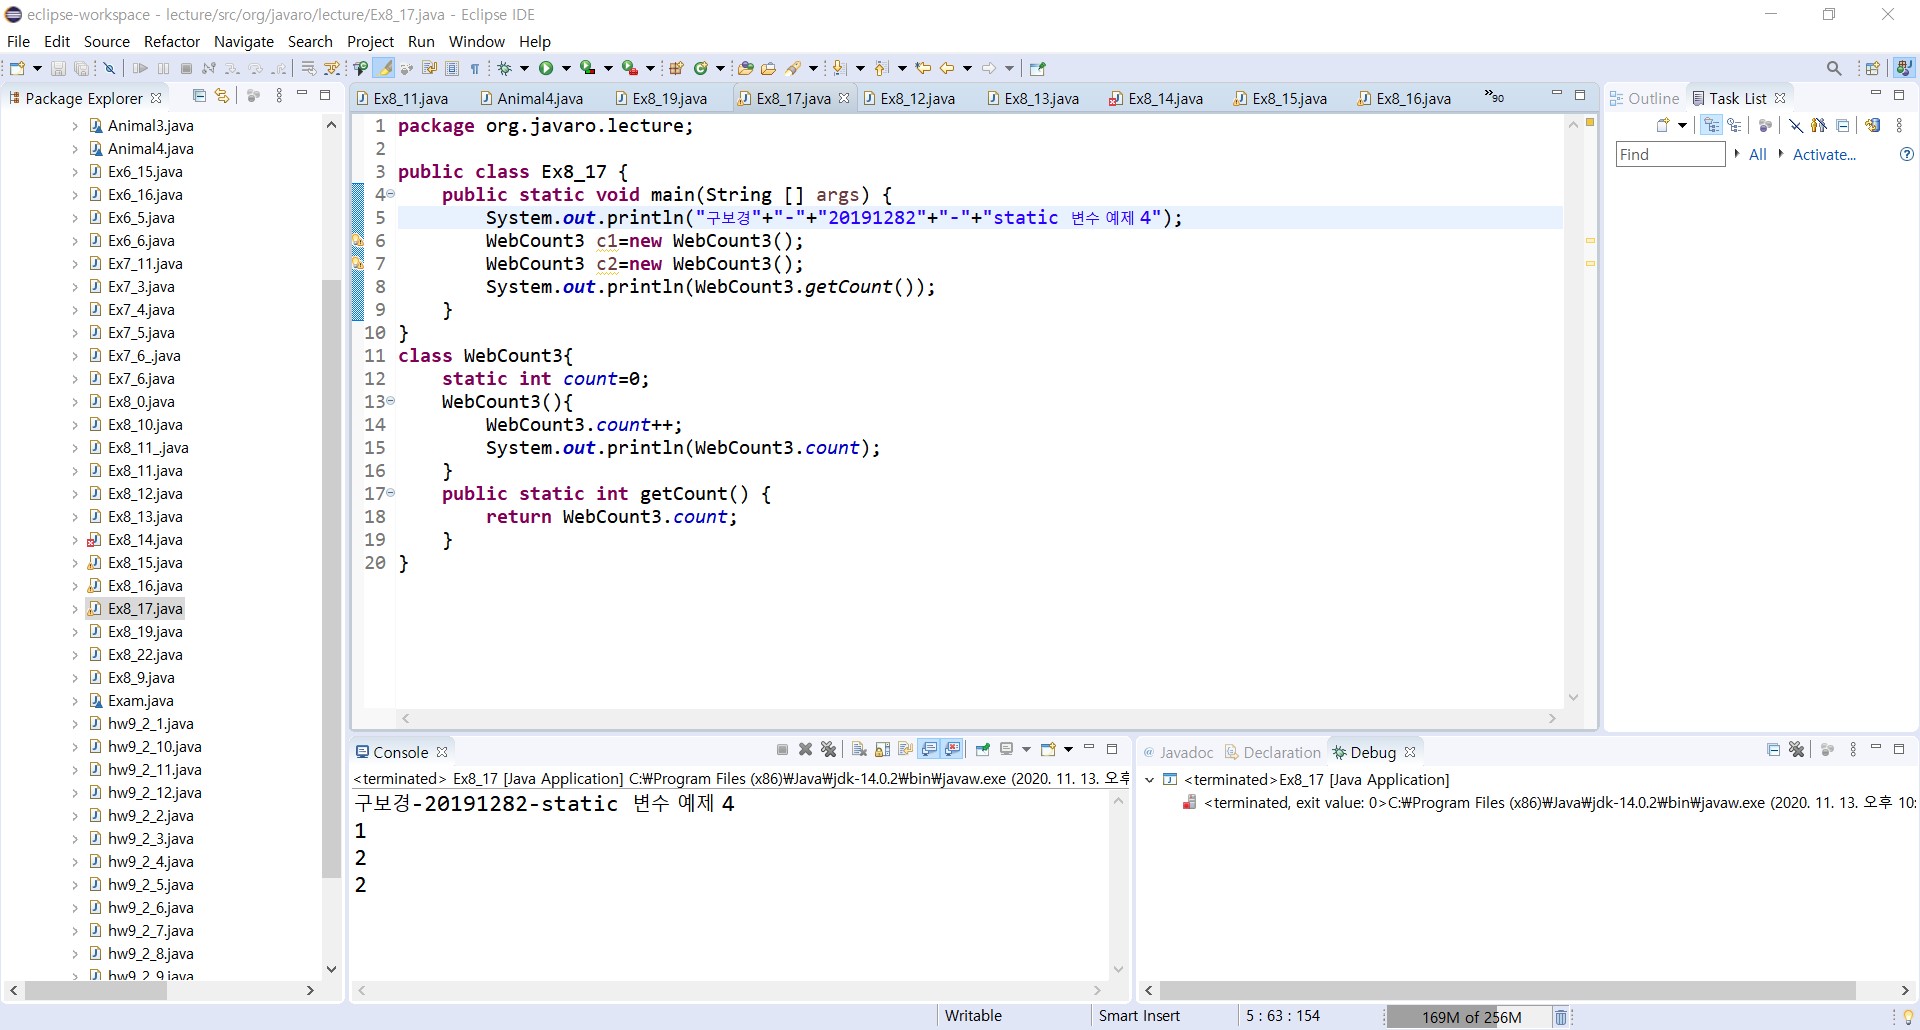 eclipse-workspace - lecture/src/org/javaro/lecture/Ex8_17.java - Eclipse IDE
File Edit Source Refactor Navigate Search Project Run Window Help
Package Explorer
Animal3.java
Animal4.java
Ex6_15.java
Ex6_16.java
Ex6_5.java
Ex6_6.java
Ex7_11.java
Ex7_3.java
Ex7_4.java
Ex7_5.java
Ex7_6_.java
Ex7_6.java
Ex8_0.java
Ex8_10.java
Ex8_11_.java
Ex8_11.java
Ex8_12.java
Ex8_13.java
Ex8_14.java
Ex8_15.java
Ex8_16.java
Ex8_17.java
Ex8_19.java
Ex8_22.java
Ex8_9.java
Exam.java
hw9_2_1.java
hw9_2_10.java
hw9_2_11.java
hw9_2_12.java
hw9_2_2.java
hw9_2_3.java
hw9_2_4.java
hw9_2_5.java
hw9_2_6.java
hw9_2_7.java
hw9_2_8.java
hw9_2_9.java
Ex8_11.java Animal4.java Ex8_19.java Ex8_17.java Ex8_12.java Ex8_13.java Ex8_14.java Ex8_15.java Ex8_16.java »90
1 package org.javaro.lecture;
2
3 public class Ex8_17 {
4 public static void main(String [] args) {
5 System.out.println("구보경"+"-"+"20191282"+"-"+"static 변수 예제 4");
6 WebCount3 c1=new WebCount3();
7 WebCount3 c2=new WebCount3();
8 System.out.println(WebCount3.getCount());
9 }
10 }
11 class WebCount3{
12 static int count=0;
13 WebCount3(){
14 WebCount3.count++;
15 System.out.println(WebCount3.count);
16 }
17 public static int getCount() {
18 return WebCount3.count;
19 }
20 }
Outline Task List
Find All Activate...
Console
<terminated> Ex8_17 [Java Application] C:₩Program Files (x86)₩Java₩jdk-14.0.2₩bin₩javaw.exe (2020. 11. 13. 오후
구보경-20191282-static 변수 예제 4
1
2
2
@ Javadoc Declaration Debug
<terminated>Ex8_17 [Java Application]
<terminated, exit value: 0>C:₩Program Files (x86)₩Java₩jdk-14.0.2₩bin₩javaw.exe (2020. 11. 13. 오후 10:
Writable Smart Insert 5 : 63 : 154 169M of 256M